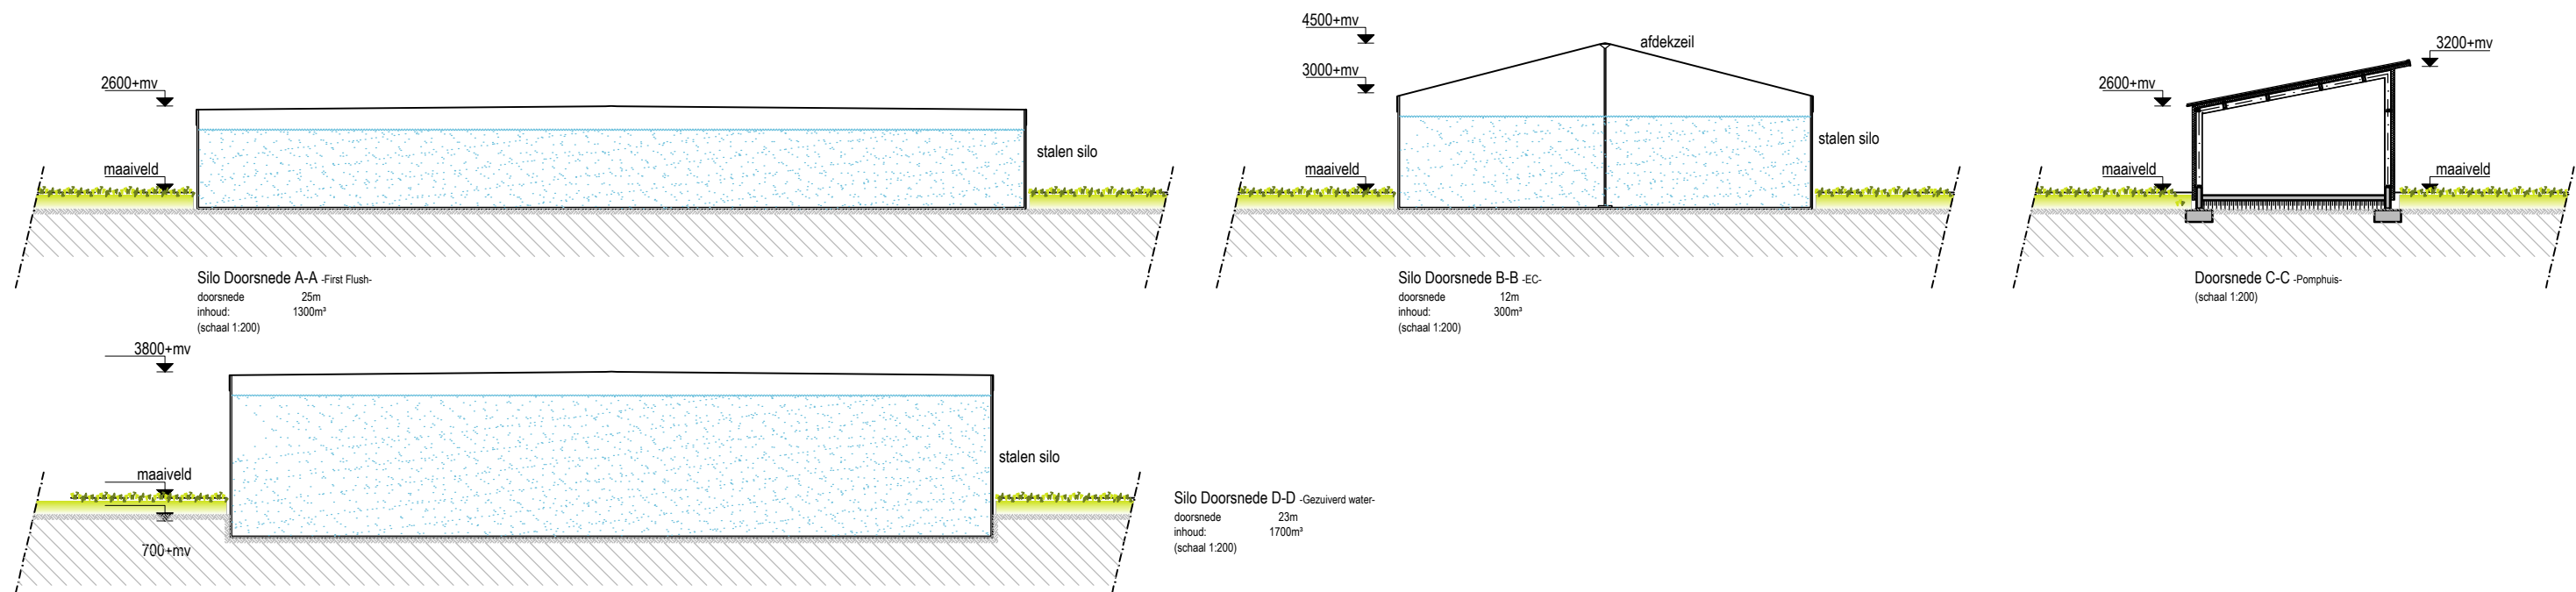 2600+mv
maaiveld
stalen silo
Silo Doorsnede A-A -First Flush-
doorsnede 25m
inhoud: 1300m³
(schaal 1:200)
4500+mv
3000+mv
afdekzeil
maaiveld
stalen silo
Silo Doorsnede B-B -EC-
doorsnede 12m
inhoud: 300m³
(schaal 1:200)
3200+mv
2600+mv
maaiveld
maaiveld
Doorsnede C-C -Pomphuis-
(schaal 1:200)
3800+mv
maaiveld
700+mv
stalen silo
Silo Doorsnede D-D -Gezuiverd water-
doorsnede 23m
inhoud: 1700m³
(schaal 1:200)